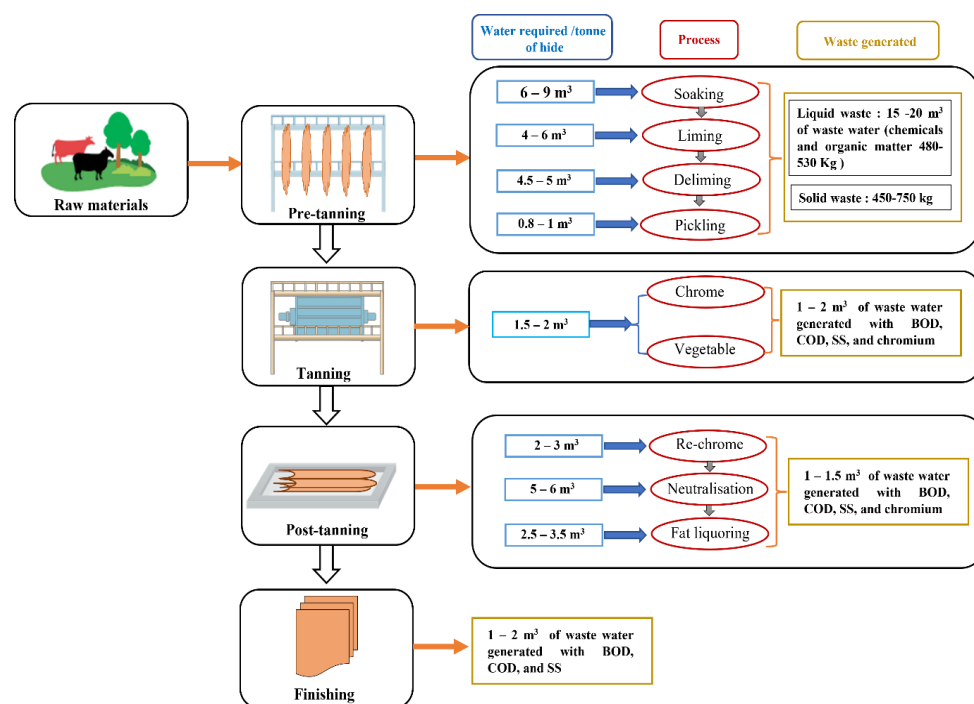 Water required /tonne
of hide
Process
Waste generated
Raw materials
Pre-tanning
6 – 9 m³
Soaking
4 – 6 m³
Liming
4.5 – 5 m³
Deliming
0.8 – 1 m³
Pickling
Liquid waste : 15 -20 m³
of waste water (chemicals
and organic matter 480-
530 Kg )
Solid waste : 450-750 kg
Tanning
1.5 – 2 m³
Chrome
Vegetable
1 – 2 m³ of waste water
generated with BOD,
COD, SS, and chromium
Post-tanning
2 – 3 m³
Re-chrome
5 – 6 m³
Neutralisation
2.5 – 3.5 m³
Fat liquoring
1 – 1.5 m³ of waste water
generated with BOD,
COD, SS, and chromium
Finishing
1 – 2 m³ of waste water
generated with BOD,
COD, and SS